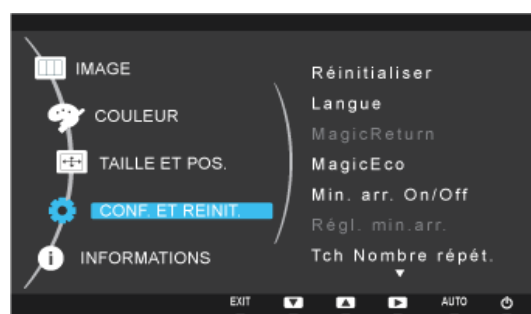 IMAGE
COULEUR
TAILLE ET POS.
CONF. ET REINIT.
INFORMATIONS
Réinitialiser
Langue
MagicReturn
MagicEco
Min. arr. On/Off
Régl. min.arr.
Tch Nombre répét.
EXIT AUTO